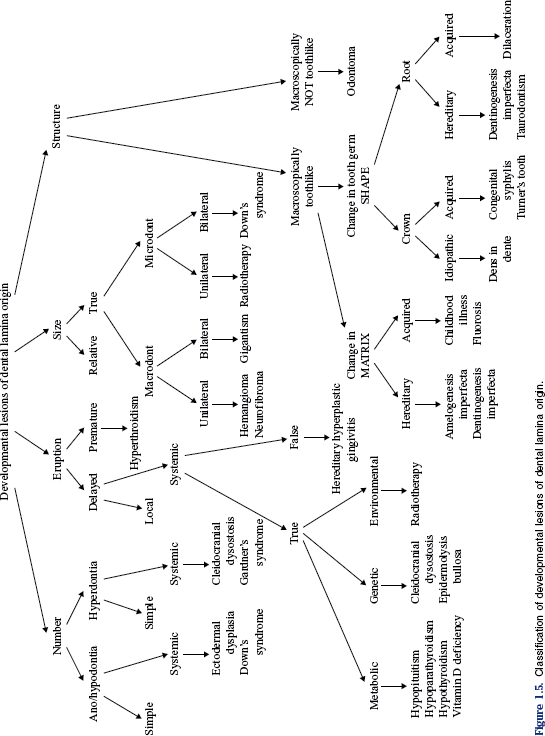 Developmental lesions of dental lamina origin
Number
Eruption
Size
Structure
Ano/hypodontia
Hyperdontia
Delayed
Premature
Relative
True
Simple
Systemic
Simple
Systemic
Local
Systemic
Hyperthroidism
Macrodont
Microdont
Ectodermal
dysplasia
Down's
syndrome
Cleidocranial
dysostosis
Gardner's
syndrome
Unilateral
Bilateral
Unilateral
Bilateral
Hemangioma
Neurofibroma
Gigantism
Radiotherapy
Down's
syndrome
True
False
Hereditary hyperplastic
gingivitis
Metabolic
Genetic
Environmental
Hypopituitism
Hypoparathyroidism
Hypothyroidism
Vitamin D deficiency
Cleidocranial
dysostosis
Epidermolysis
bullosa
Radiotherapy
Macroscopically
toothlike
Macroscopically
NOT toothlike
Odontoma
Change in
MATRIX
Change in tooth germ
SHAPE
Hereditary
Acquired
Amelogenesis
imperfecta
Dentinogenesis
imperfecta
Childhood
illness
Fluorosis
Crown
Root
Idiopathic
Acquired
Hereditary
Acquired
Dens in
dente
Congenital
syphylis
Turner's tooth
Dentinogenesis
imperfecta
Taurodontism
Dilaceration
Figure 1.5. Classification of developmental lesions of dental lamina origin.